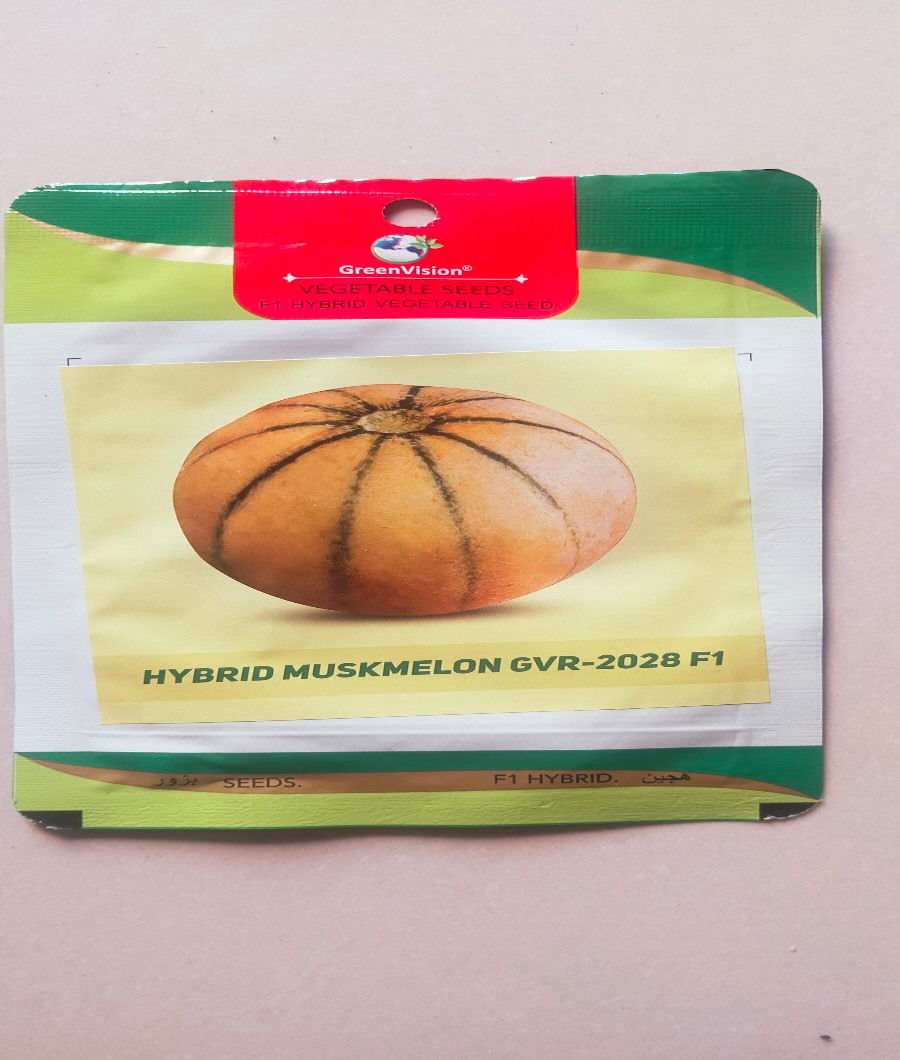 GreenVision®
VEGETABLE SEEDS
F1 HYBRID VEGETABLE SEED
HYBRID MUSKMELON GVR-2028 F1
بزور SEEDS. F1 HYBRID. هجين